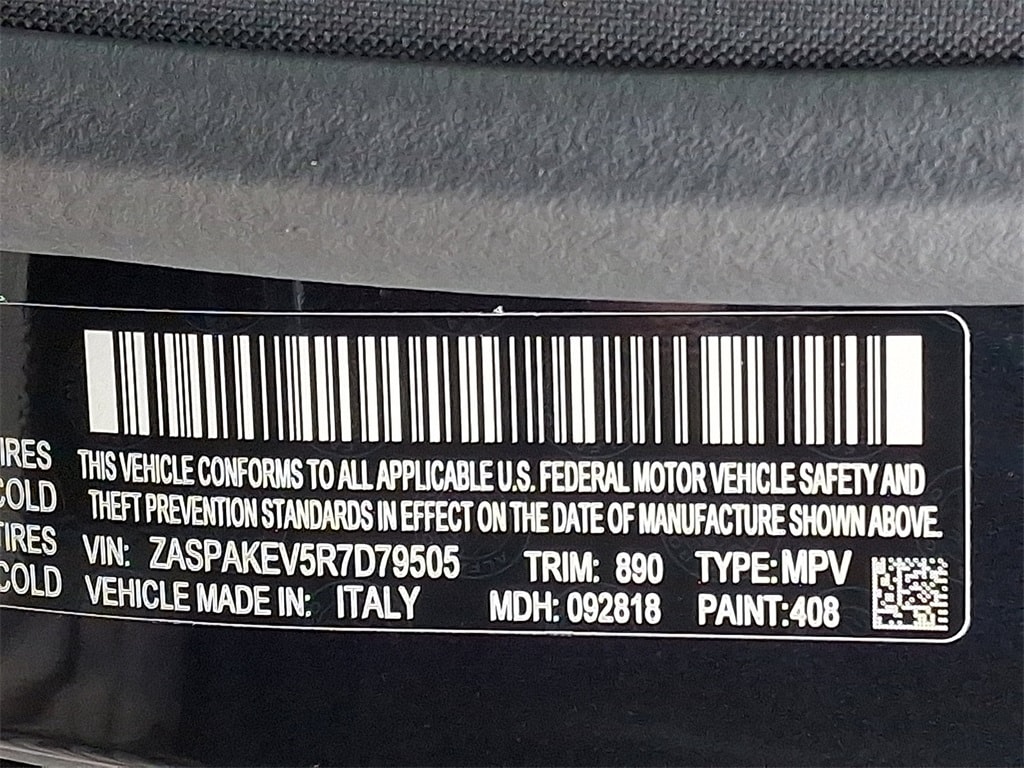 THIS VEHICLE CONFORMS TO ALL APPLICABLE U.S. FEDERAL MOTOR VEHICLE SAFETY AND
THEFT PREVENTION STANDARDS IN EFFECT ON THE DATE OF MANUFACTURE SHOWN ABOVE.
VIN: ZASPAKEV5R7D79505 TRIM: 890 TYPE: MPV
VEHICLE MADE IN: ITALY MDH: 092818 PAINT: 408
IRES
COLD
TIRES
COLD